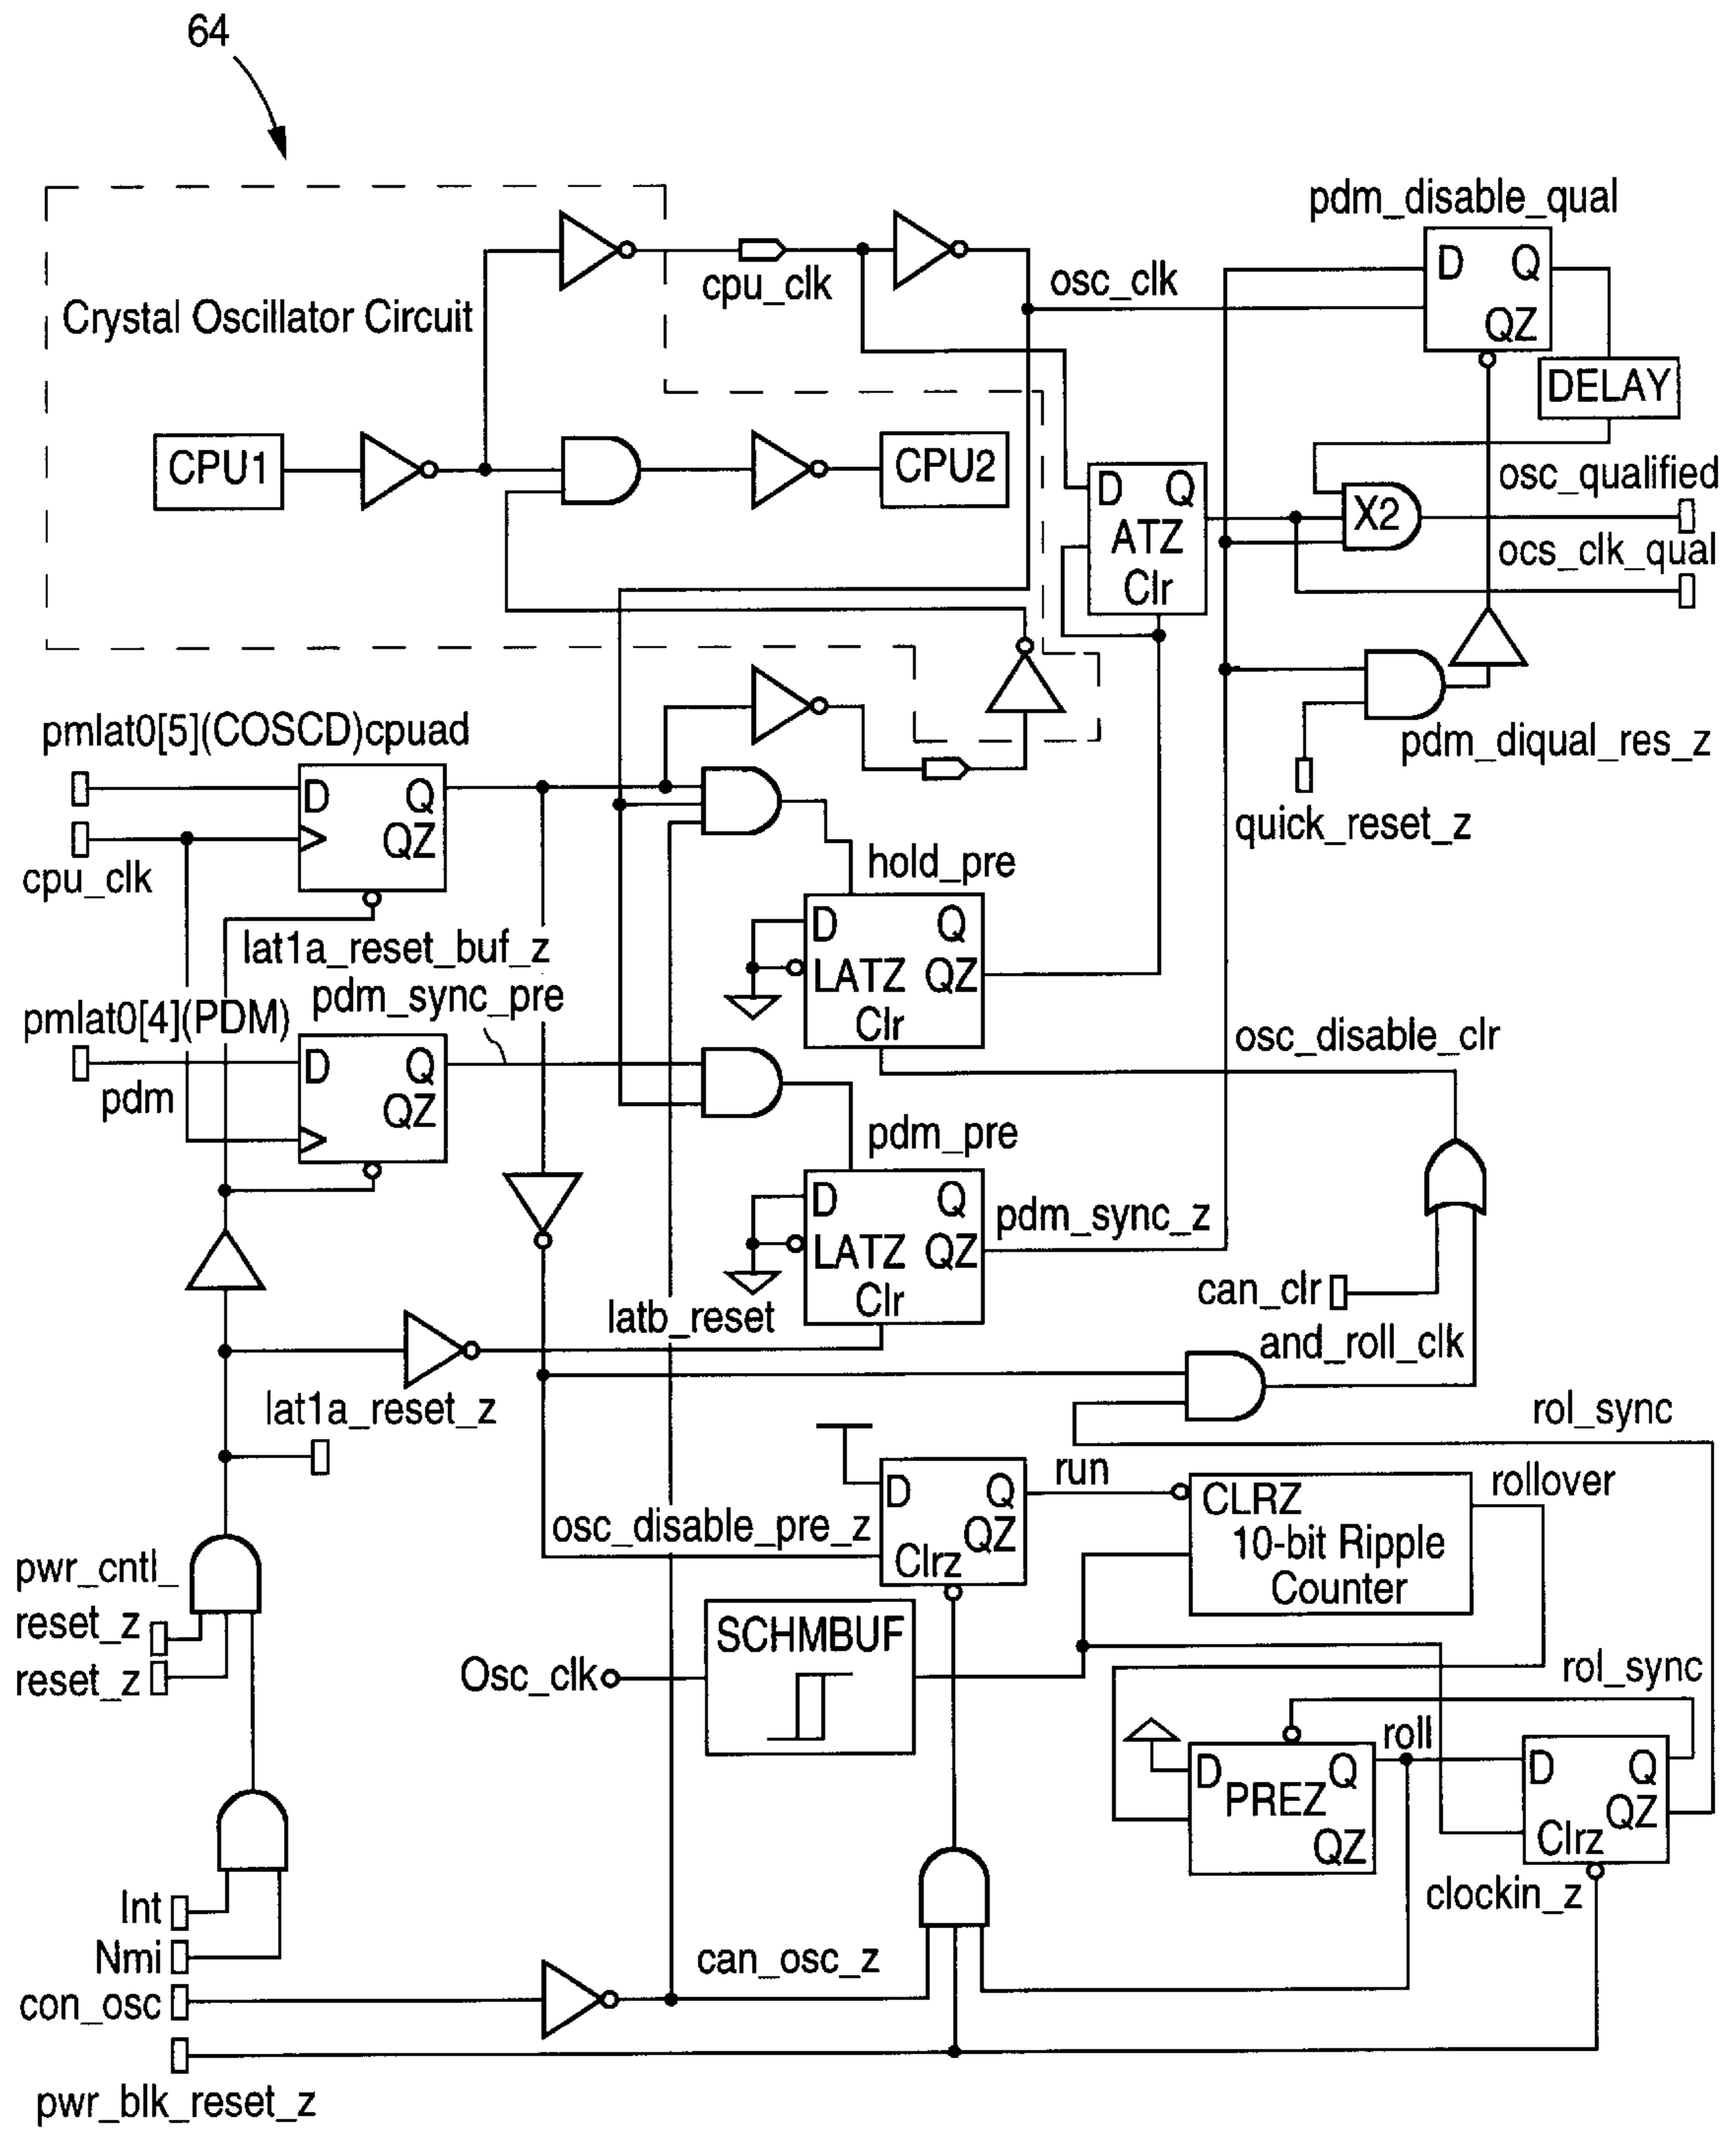 64
pdm_disable_qual
D Q
QZ
cpu_clk
osc_clk
Crystal Oscillator Circuit
DELAY
CPU1
CPU2
D Q
ATZ
Clr
X2
osc_qualified
ocs_clk_qual
pmlat0[5](COSCD)cpuad
pdm_diqual_res_z
quick_reset_z
D Q
QZ
cpu_clk
hold_pre
lat1a_reset_buf_z
D Q
LATZ QZ
Clr
pdm_sync_pre
pmlat0[4](PDM)
osc_disable_clr
D Q
QZ
pdm
pdm_pre
D Q
LATZ QZ
Clr
pdm_sync_z
can_clr
latb_reset
and_roll_clk
lat1a_reset_z
rol_sync
run
rollover
D Q
QZ
Clrz
CLRZ
10-bit Ripple
Counter
osc_disable_pre_z
pwr_cntl_
reset_z
reset_z
SCHMBUF
Osc_clk
rol_sync
roll
D Q
PREZ
QZ
D Q
QZ
Clrz
clockin_z
Int
Nmi
can_osc_z
con_osc
pwr_blk_reset_z